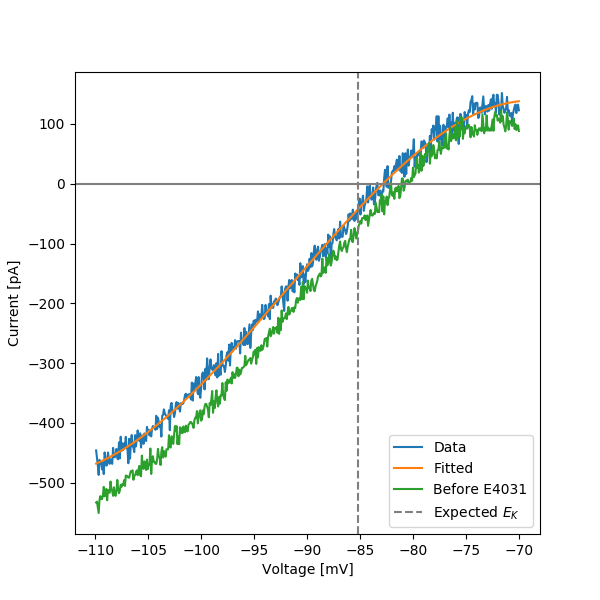 100
0
−100
−200
−300
−400
−500
Current [pA]
Data
Fitted
Before E4031
Expected $E_K$
−110
−105
−100
−95
−90
−85
−80
−75
−70
Voltage [mV]